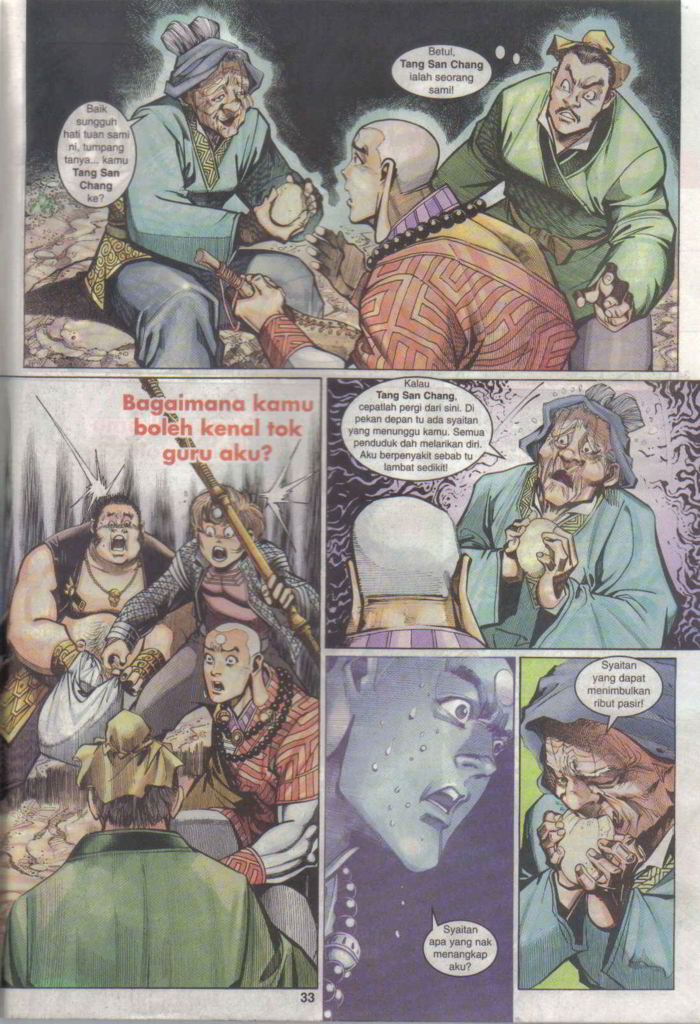 Baik
sungguh
hati tuan sami
ni, tumpang
tanya... kamu
Tang San
Chang
ke?
Betul,
Tang San Chang
ialah seorang
sami!
Bagaimana kamu
boleh kenal tok
guru aku?
Kalau
Tang San Chang,
cepatlah pergi dari sini. Di
pekan depan tu ada syaitan
yang menunggu kamu. Semua
penduduk dah melarikan diri.
Aku berpenyakit sebab tu
lambat sedikit!
Syaitan
apa yang nak
menangkap
aku?
Syaitan
yang dapat
menimbulkan
ribut pasir!
33